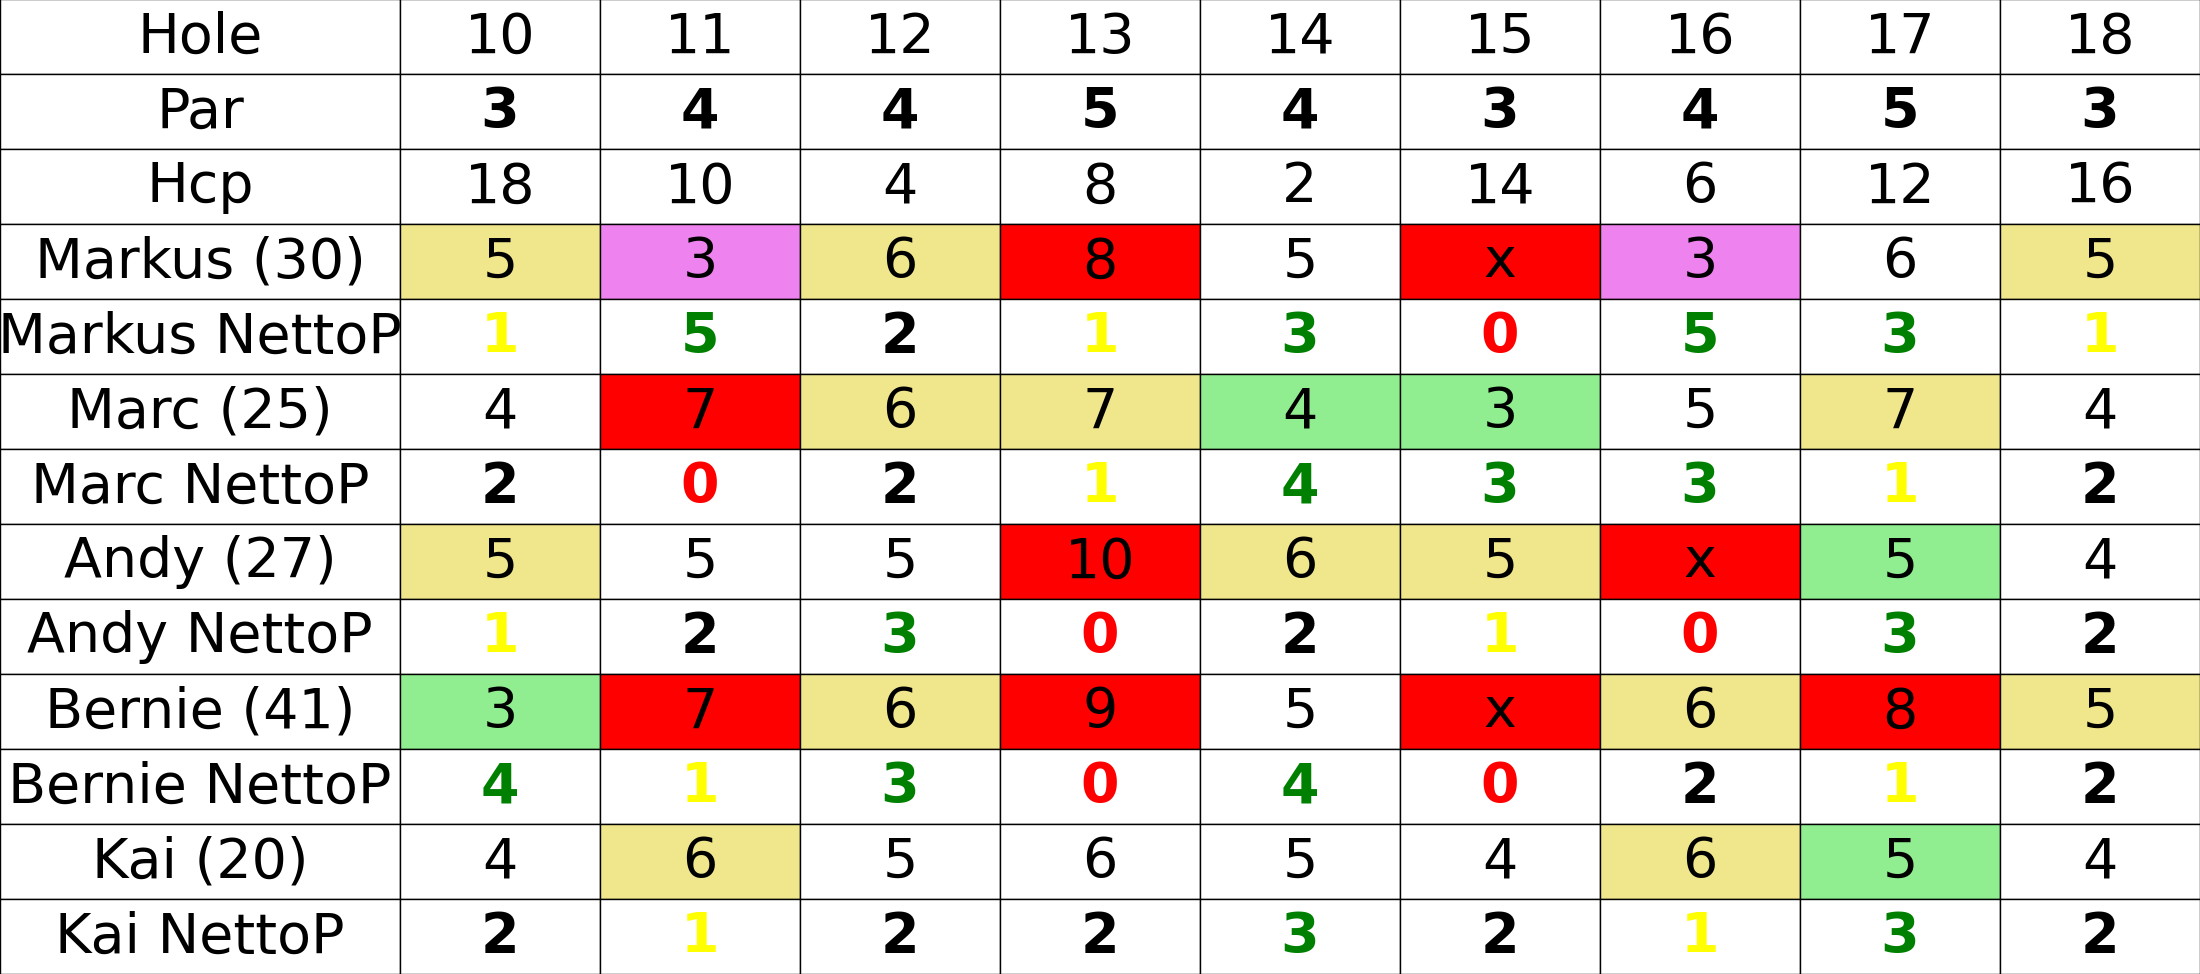 Hole 10 11 12 13 14 15 16 17 18
Par 3 4 4 5 4 3 4 5 3
Hcp 18 10 4 8 2 14 6 12 16
Markus (30) 5 3 6 8 5 x 3 6 5
Markus NettoP 1 5 2 1 3 0 5 3 1
Marc (25) 4 7 6 7 4 3 5 7 4
Marc NettoP 2 0 2 1 4 3 3 1 2
Andy (27) 5 5 5 10 6 5 x 5 4
Andy NettoP 1 2 3 0 2 1 0 3 2
Bernie (41) 3 7 6 9 5 x 6 8 5
Bernie NettoP 4 1 3 0 4 0 2 1 2
Kai (20) 4 6 5 6 5 4 6 5 4
Kai NettoP 2 1 2 2 3 2 1 3 2